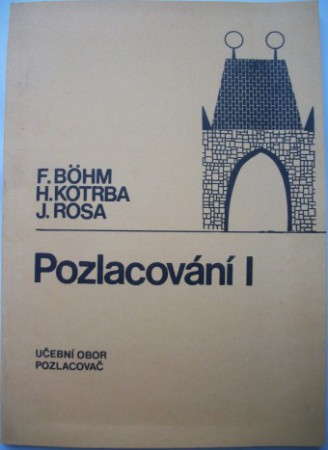 F. BÖHM
H. KOTRBA
J. ROSA
Pozlacování I
UČEBNÍ OBOR
POZLACOVAČ